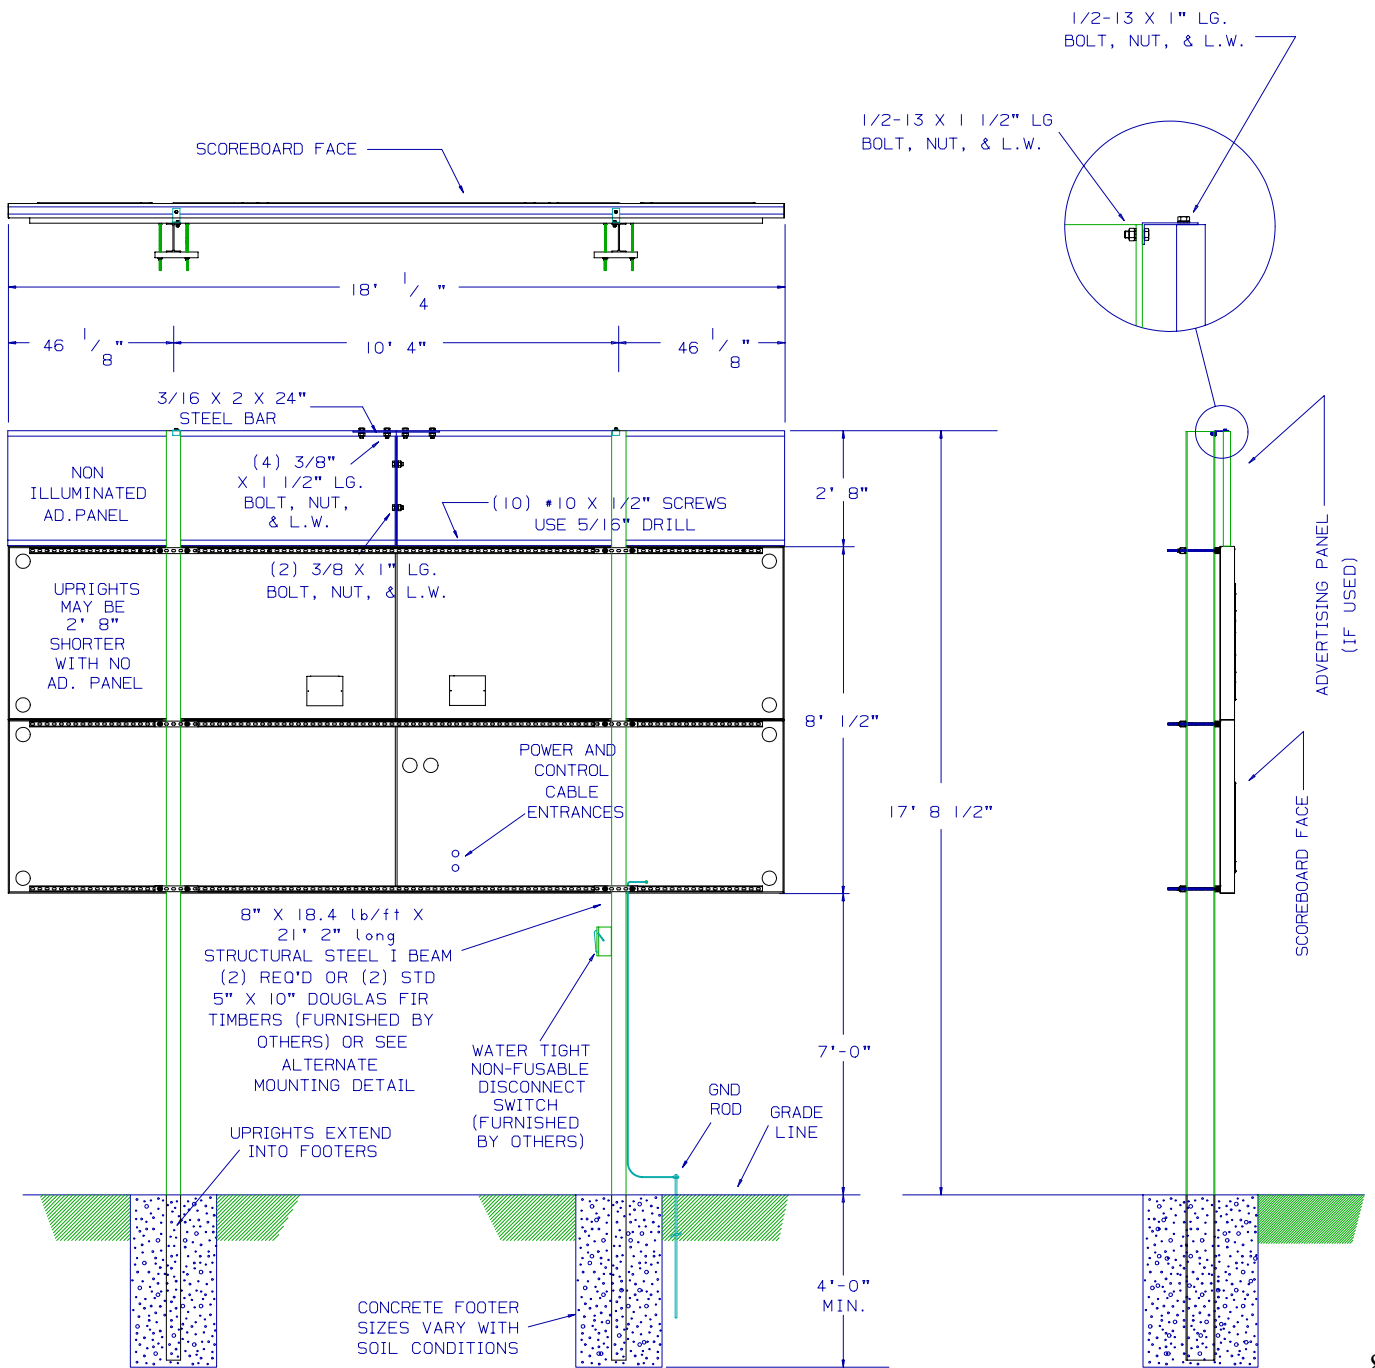 1/2-13 X 1" LG.
BOLT, NUT, & L.W.
1/2-13 X 1 1/2" LG
BOLT, NUT, & L.W.
SCOREBOARD FACE
18' 1/4"
46 1/8"
10' 4"
46 1/8"
3/16 X 2 X 24"
STEEL BAR
NON
ILLUMINATED
AD.PANEL
(4) 3/8"
X 1 1/2" LG.
BOLT, NUT,
& L.W.
(10) #10 X 1/2" SCREWS
USE 5/16" DRILL
2' 8"
(2) 3/8 X 1" LG.
BOLT, NUT, & L.W.
UPRIGHTS
MAY BE
2' 8"
SHORTER
WITH NO
AD. PANEL
ADVERTISING PANEL
(IF USED)
8' 1/2"
POWER AND
CONTROL
CABLE
ENTRANCES
17' 8 1/2"
SCOREBOARD FACE
8" X 18.4 lb/ft X
21' 2" long
STRUCTURAL STEEL I BEAM
(2) REQ'D OR (2) STD
5" X 10" DOUGLAS FIR
TIMBERS (FURNISHED BY
OTHERS) OR SEE
ALTERNATE
MOUNTING DETAIL
WATER TIGHT
NON-FUSABLE
DISCONNECT
SWITCH
(FURNISHED
BY OTHERS)
7'-0"
GND
ROD
GRADE
LINE
UPRIGHTS EXTEND
INTO FOOTERS
4'-0"
MIN.
CONCRETE FOOTER
SIZES VARY WITH
SOIL CONDITIONS